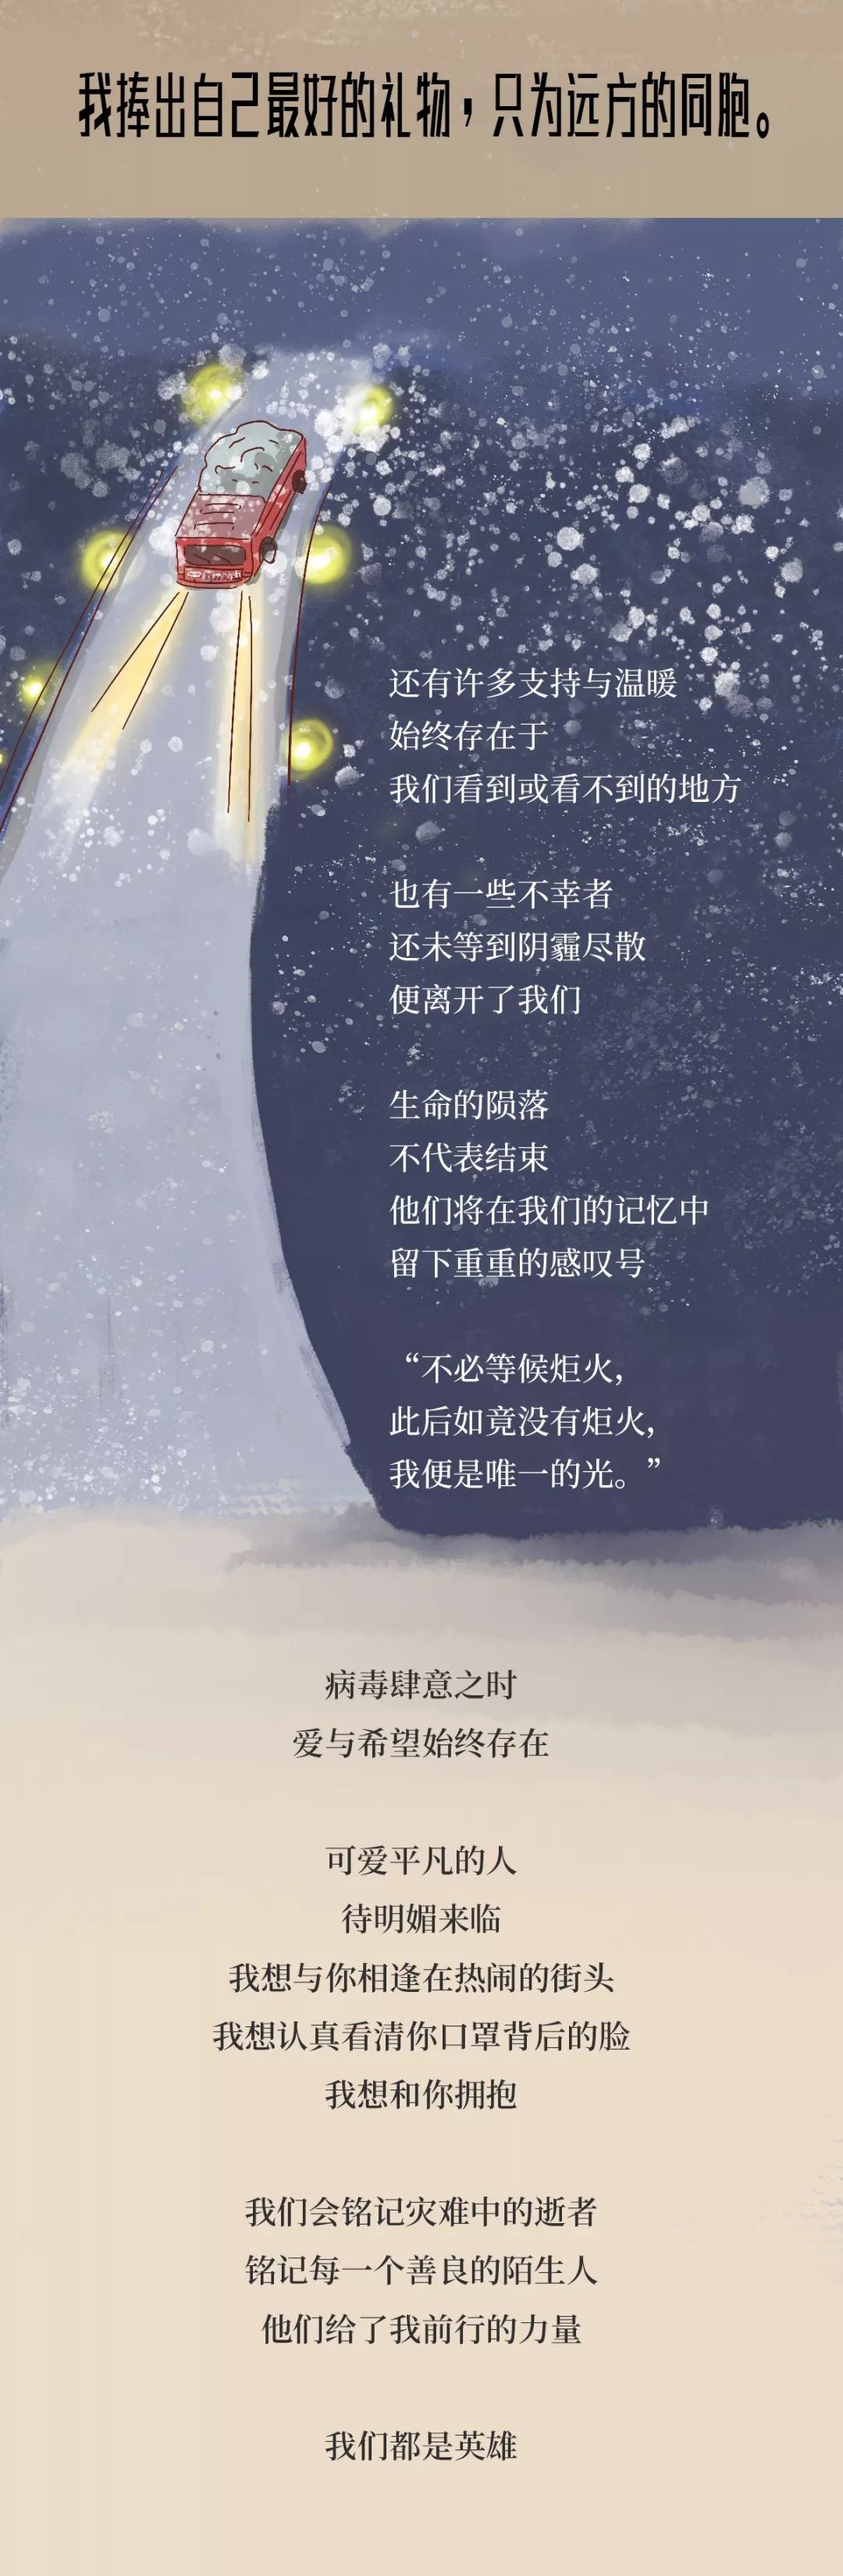 我捧出自己最好的礼物，只为远方的同胞。
还有许多支持与温暖
始终存在于
我们看到或看不到的地方
也有一些不幸者
还未等到阴霾尽散
便离开了我们
生命的陨落
不代表结束
他们将在我们的记忆中
留下重重的感叹号
“不必等候炬火，
此后如竟没有炬火，
我便是唯一的光。”
病毒肆意之时
爱与希望始终存在
可爱平凡的人
待明媚来临
我想与你相逢在热闹的街头
我想认真看清你口罩背后的脸
我想和你拥抱
我们会铭记灾难中的逝者
铭记每一个善良的陌生人
他们给了我前行的力量
我们都是英雄